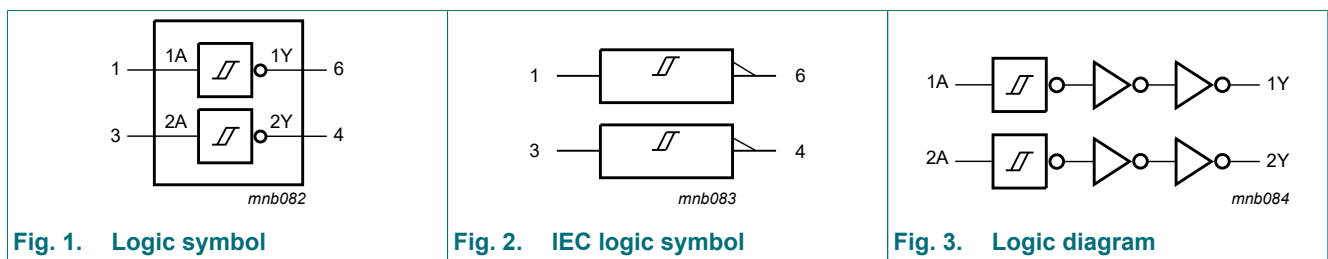 1 1A 1Y 6
3 2A 2Y 4
mnb082
Fig. 1. Logic symbol
1 6
3 4
mnb083
Fig. 2. IEC logic symbol
1A 1Y
2A 2Y
mnb084
Fig. 3. Logic diagram